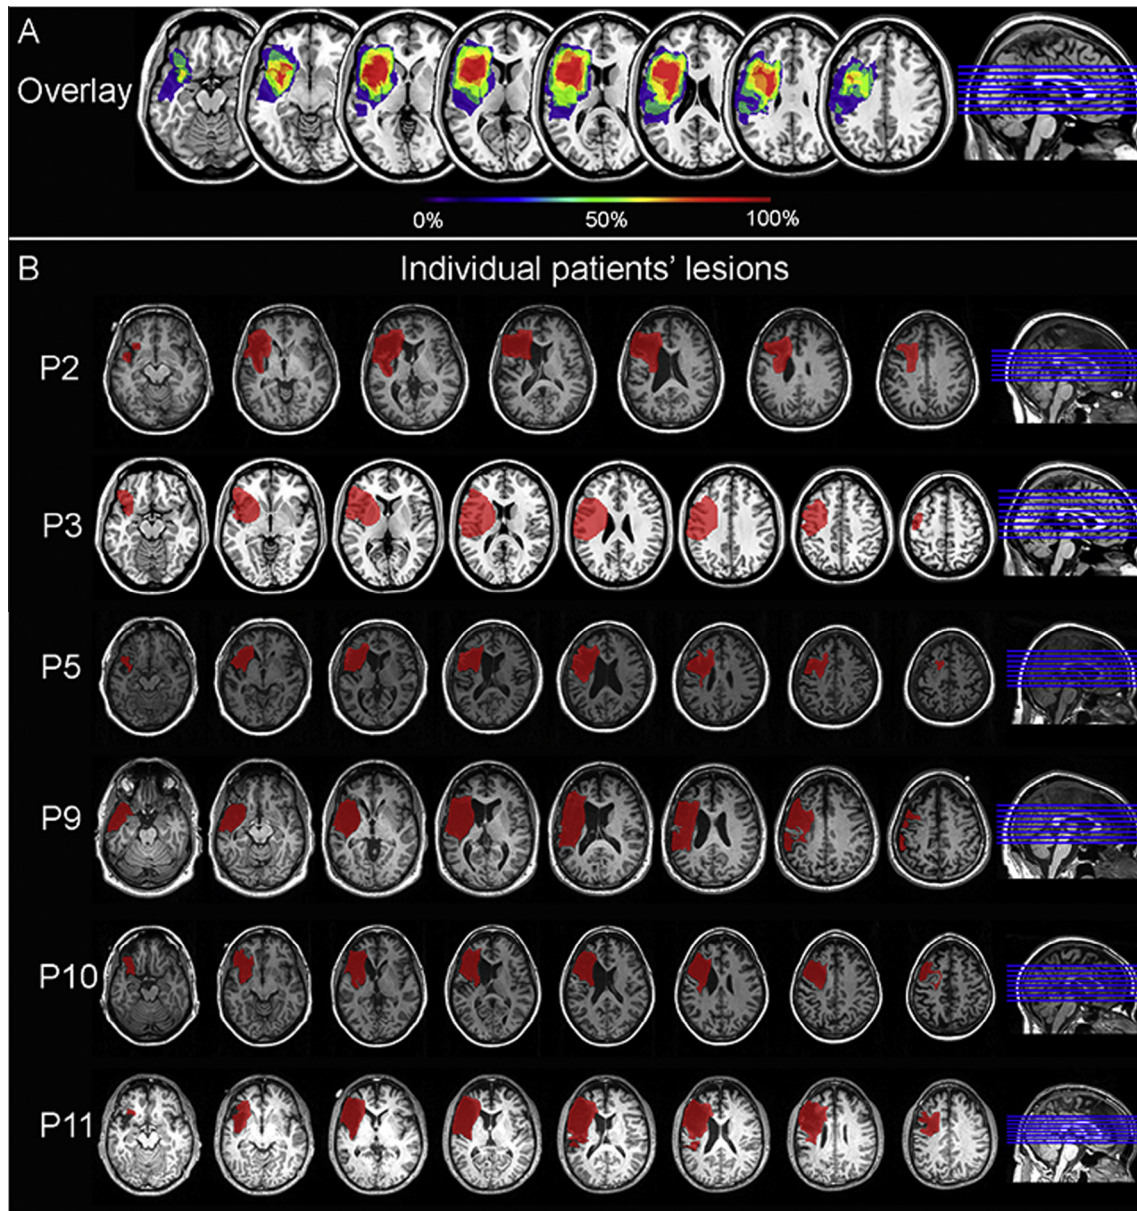 A
Overlay
0% 50% 100%
B Individual patients’ lesions
P2
P3
P5
P9
P10
P11